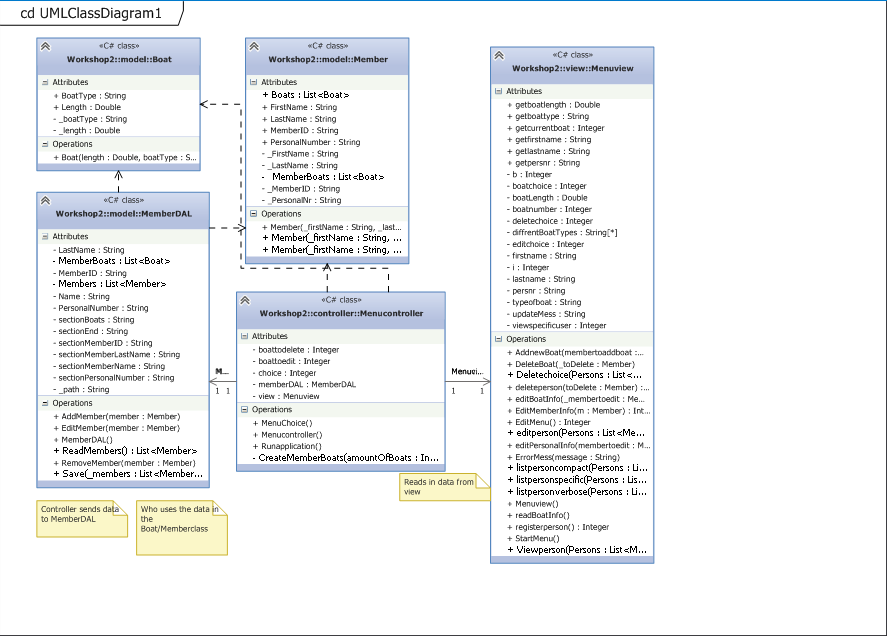 cd UMLClassDiagram1
«C# class»
Workshop2::model::Boat
Attributes
+ BoatType : String
+ Length : Double
- _boatType : String
- _length : Double
Operations
+ Boat(length : Double, boatType : S...
«C# class»
Workshop2::model::Member
Attributes
+ Boats : List<Boat>
+ FirstName : String
+ LastName : String
+ MemberID : String
+ PersonalNumber : String
- _FirstName : String
- _LastName : String
- MemberBoats : List<Boat>
- _MemberID : String
- _PersonalNr : String
Operations
+ Member(_firstName : String, _last...
+ Member(_firstName : String, ...
+ Member(_firstName : String, ...
«C# class»
Workshop2::view::Menuview
Attributes
+ getboatlength : Double
+ getboattype : String
+ getcurrentboat : Integer
+ getfirstname : String
+ getlastname : String
+ getpersnr : String
- b : Integer
- boatchoice : Integer
- boatLength : Double
- boatnumber : Integer
- deletechoice : Integer
- diffrentBoatTypes : String[*]
- editchoice : Integer
- firstname : String
- i : Integer
- lastname : String
- persnr : String
- typeofboat : String
- updateMess : String
- viewspecificuser : Integer
Operations
+ AddnewBoat(membertoaddboat :...
+ DeleteBoat(_toDelete : Member)
+ Deletechoice(Persons : List<...
+ deleteperson(toDelete : Member) :...
+ editBoatInfo(_membertoedit : Me...
+ EditMemberInfo(m : Member) : Int...
+ EditMenu() : Integer
+ editperson(Persons : List<Me...
+ editPersonalInfo(membertoedit : M...
+ ErrorMess(message : String)
+ listpersoncompact(Persons : Li...
+ listpersonspecific(Persons : Li...
+ listpersonverbose(Persons : Li...
+ Menuview()
+ readBoatInfo()
+ registerperson() : Integer
+ StartMenu()
+ Viewperson(Persons : List<M...
«C# class»
Workshop2::model::MemberDAL
Attributes
- LastName : String
- MemberBoats : List<Boat>
- MemberID : String
- Members : List<Member>
- Name : String
- PersonalNumber : String
- sectionBoats : String
- sectionEnd : String
- sectionMemberID : String
- sectionMemberLastName : String
- sectionMemberName : String
- sectionPersonalNumber : String
- _path : String
Operations
+ AddMember(member : Member)
+ EditMember(member : Member)
+ MemberDAL()
+ ReadMembers() : List<Member>
+ RemoveMember(member : Member)
+ Save(_members : List<Member...
«C# class»
Workshop2::controller::Menucontroller
Attributes
- boattodelete : Integer
- boattoedit : Integer
- choice : Integer
- memberDAL : MemberDAL
- view : Menuview
Operations
+ MenuChoice()
+ Menucontroller()
+ Runapplication()
- CreateMemberBoats(amountOfBoats : In...
M...
1 1
Menuvi...
1 1
Reads in data from
view
Controller sends data
to MemberDAL
Who uses the data in
the
Boat/Memberclass